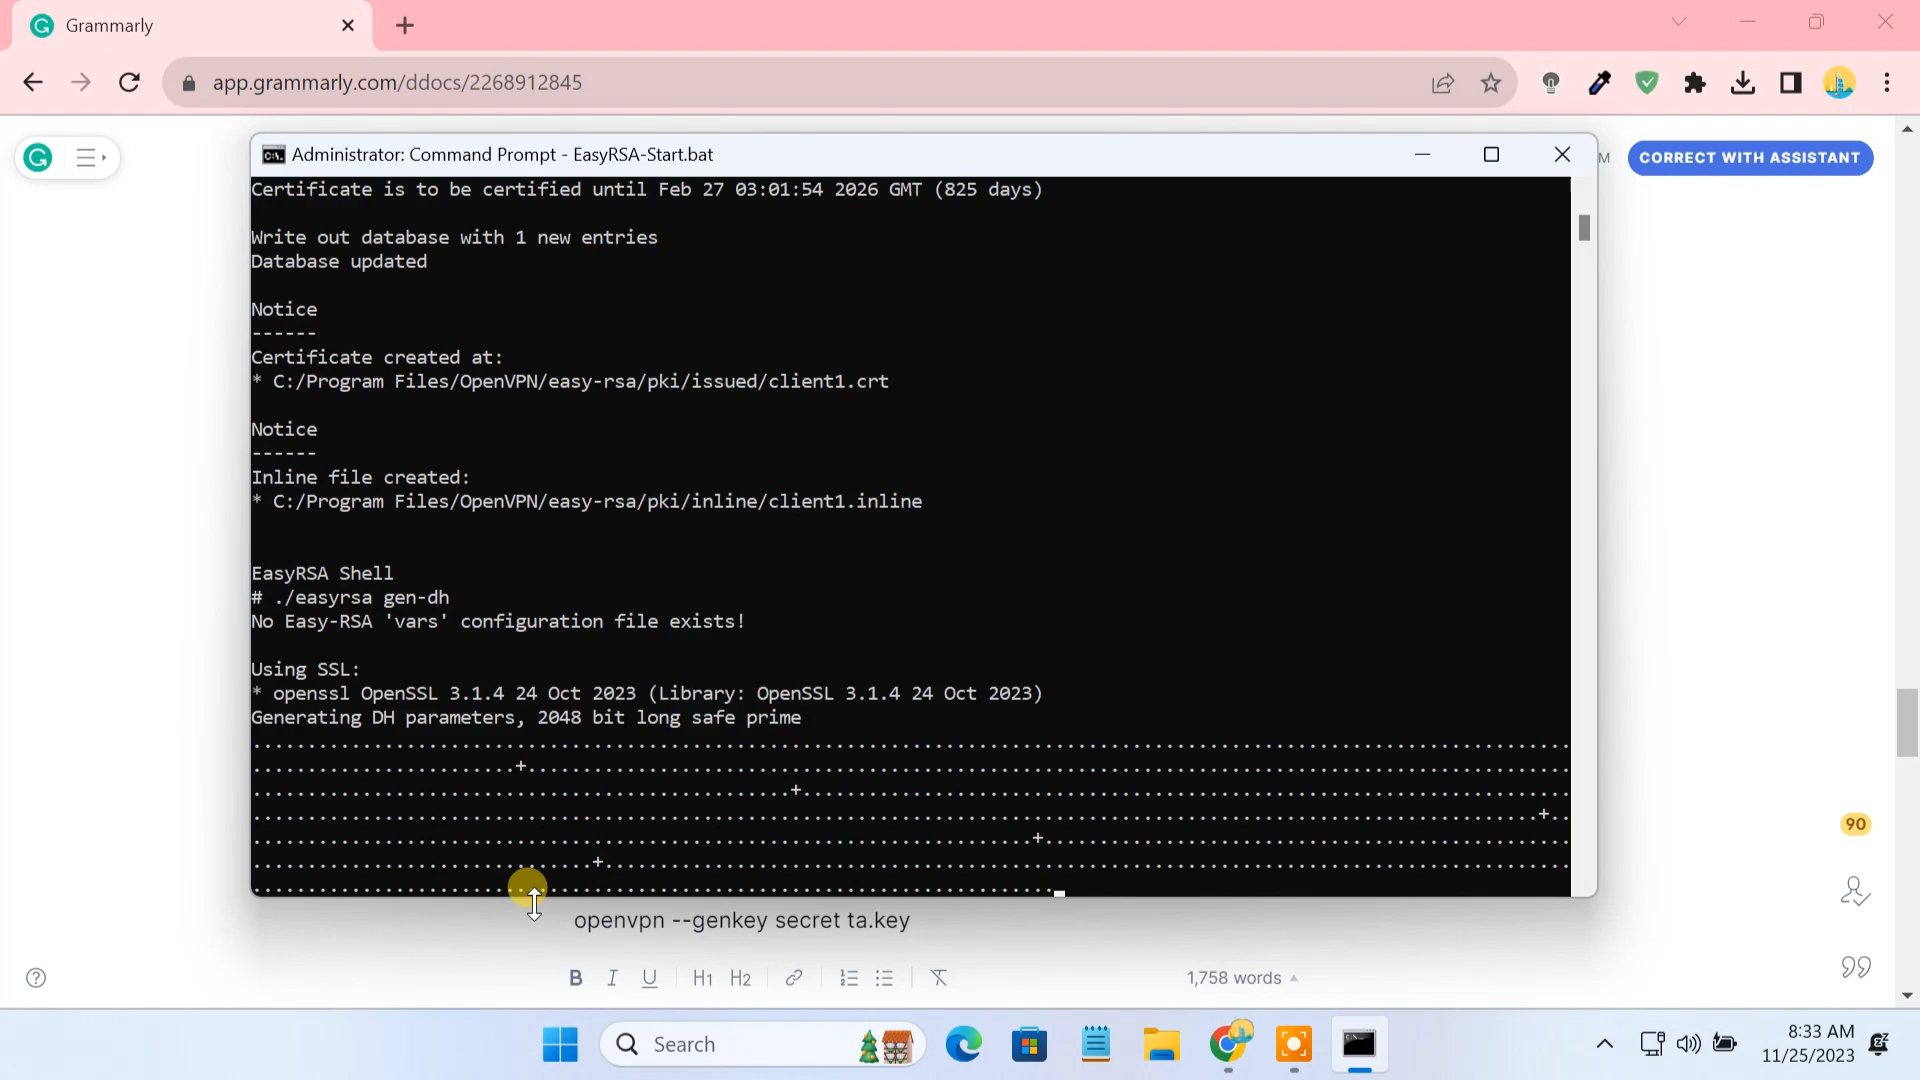 Grammarly
app.grammarly.com/ddocs/2268912845
Administrator: Command Prompt - EasyRSA-Start.bat
M
CORRECT WITH ASSISTANT
Certificate is to be certified until Feb 27 03:01:54 2026 GMT (825 days)
Write out database with 1 new entries
Database updated
Notice
------
Certificate created at:
* C:/Program Files/OpenVPN/easy-rsa/pki/issued/client1.crt
Notice
------
Inline file created:
* C:/Program Files/OpenVPN/easy-rsa/pki/inline/client1.inline
EasyRSA Shell
# ./easyrsa gen-dh
No Easy-RSA 'vars' configuration file exists!
Using SSL:
* openssl OpenSSL 3.1.4 24 Oct 2023 (Library: OpenSSL 3.1.4 24 Oct 2023)
Generating DH parameters, 2048 bit long safe prime
90
openvpn --genkey secret ta.key
B I U H1 H2
1,758 words
Search
8:33 AM
11/25/2023